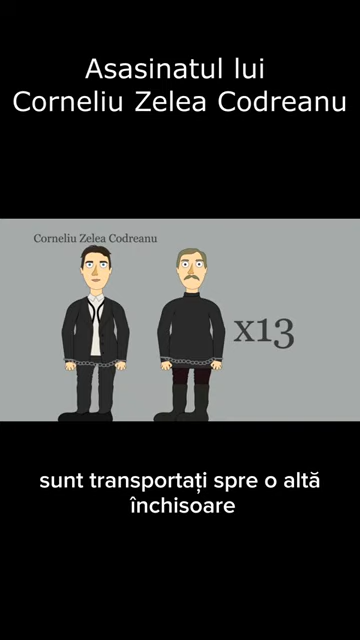 Asasinatul lui
Corneliu Zelea Codreanu
Corneliu Zelea Codreanu
x13
sunt transportați spre o altă
închisoare